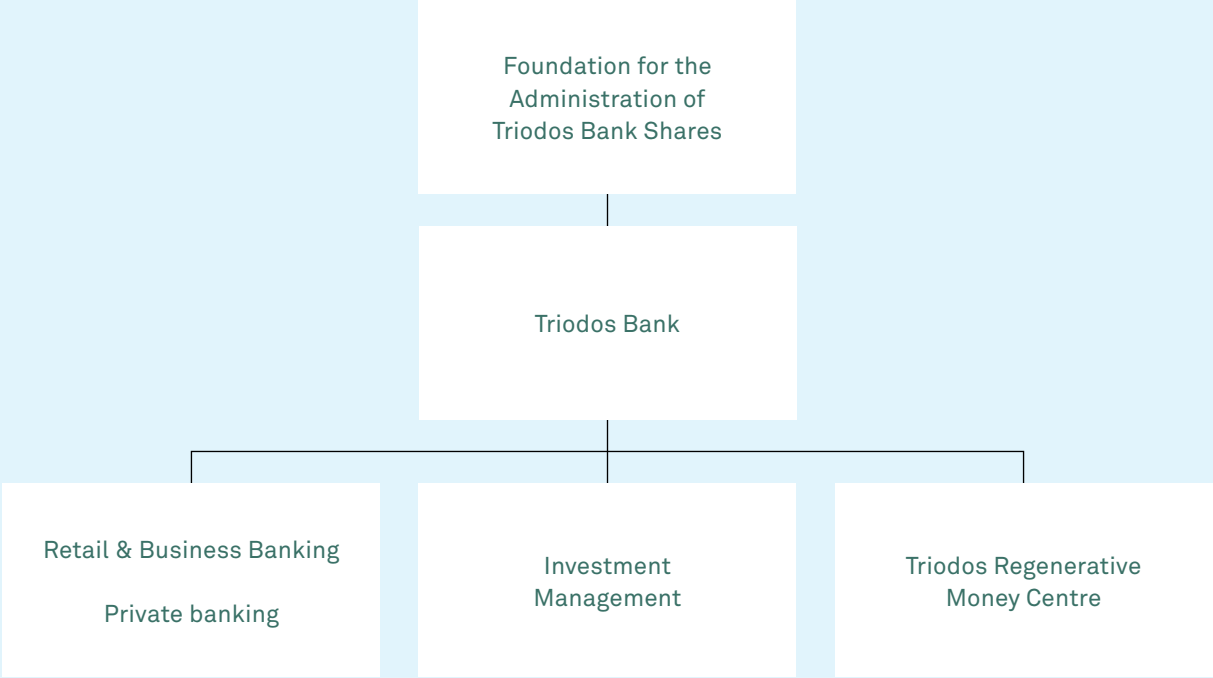 Foundation for the
Administration of
Triodos Bank Shares
Triodos Bank
Retail & Business Banking
Private banking
Investment
Management
Triodos Regenerative
Money Centre